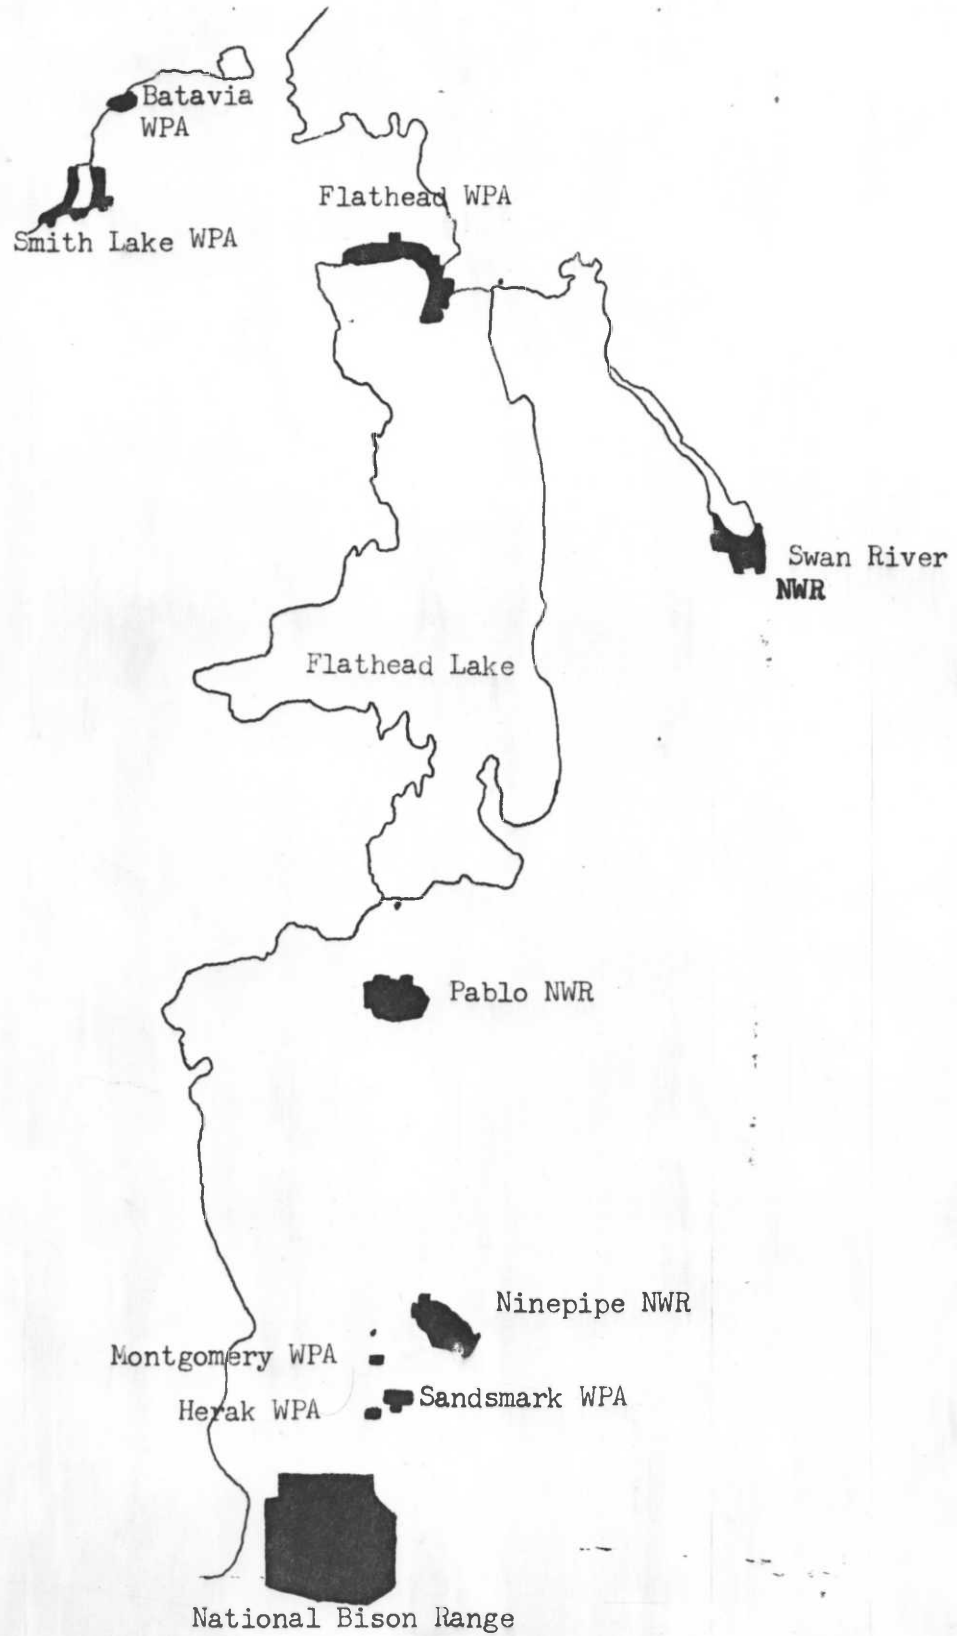 Batavia
WPA
Flathead WPA
Smith Lake WPA
Swan River
NWR
Flathead Lake
Pablo NWR
Ninepipe NWR
Montgomery WPA
Sandsmark WPA
Herak WPA
National Bison Range